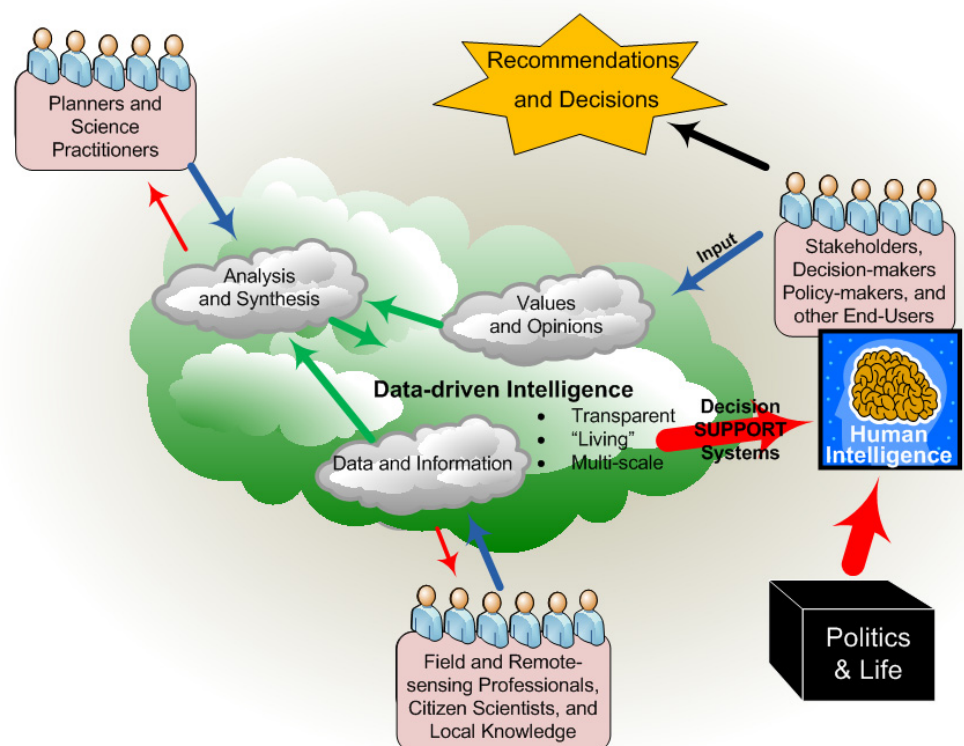 Planners and
Science
Practitioners
Recommendations
and Decisions
Input
Stakeholders,
Decision-makers
Policy-makers, and
other End-Users
Analysis
and Synthesis
Values
and Opinions
Data-driven Intelligence
• Transparent
• “Living”
• Multi-scale
Decision
SUPPORT
Systems
Human
Intelligence
Data and Information
Politics
& Life
Field and Remote-
sensing Professionals,
Citizen Scientists, and
Local Knowledge